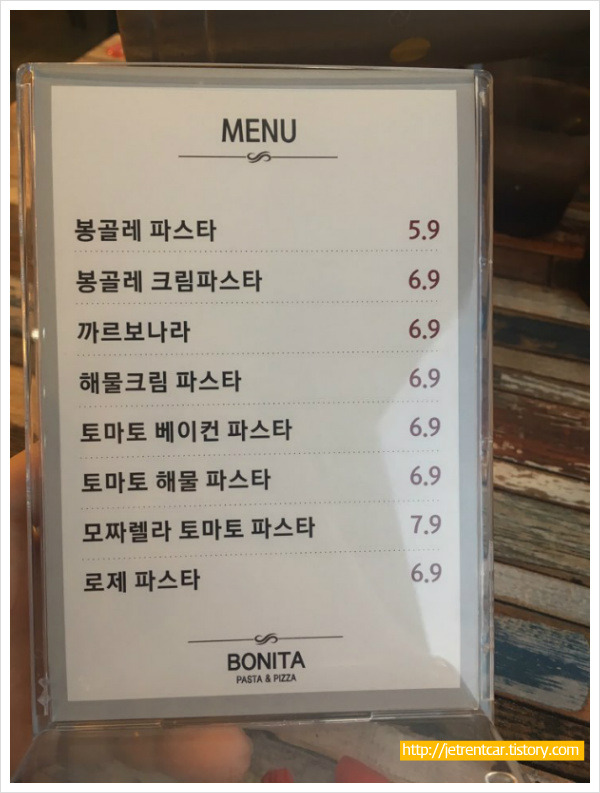 MENU
봉골레 파스타 5.9
봉골레 크림파스타 6.9
까르보나라 6.9
해물크림 파스타 6.9
토마토 베이컨 파스타 6.9
토마토 해물 파스타 6.9
모짜렐라 토마토 파스타 7.9
로제 파스타 6.9
BONITA
PASTA & PIZZA
http://jetrentcar.tistory.com